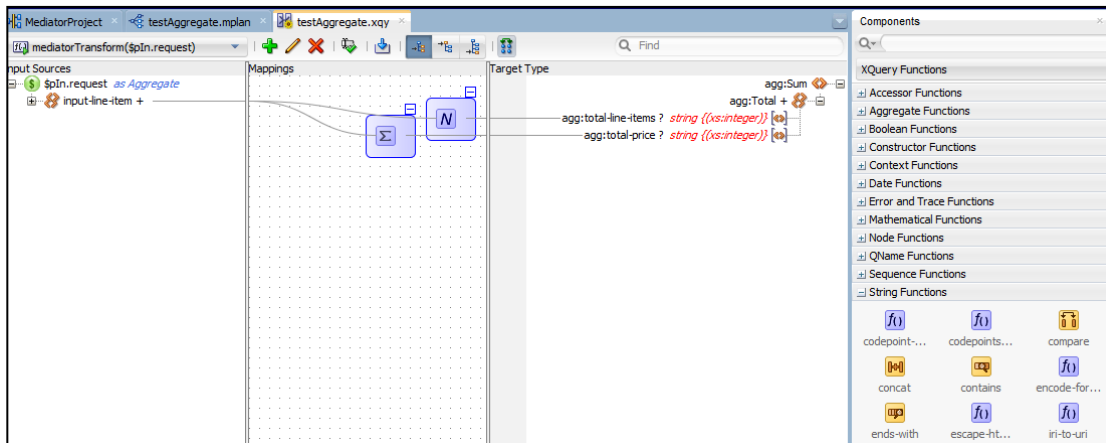 MediatorProject × testAggregate.mplan × testAggregate.xqy ×
Components
mediatorTransform($pIn.request)
Find
Input Sources
Mappings
Target Type
$pIn.request as Aggregate
input-line-item +
Σ
N
agg:Sum
agg:Total +
agg:total-line-items ? string {(xs:integer)}
agg:total-price ? string {(xs:integer)}
XQuery Functions
Accessor Functions
Aggregate Functions
Boolean Functions
Constructor Functions
Context Functions
Date Functions
Error and Trace Functions
Mathematical Functions
Node Functions
QName Functions
Sequence Functions
String Functions
codepoint-... codepoints... compare
concat contains encode-for...
ends-with escape-ht... iri-to-uri